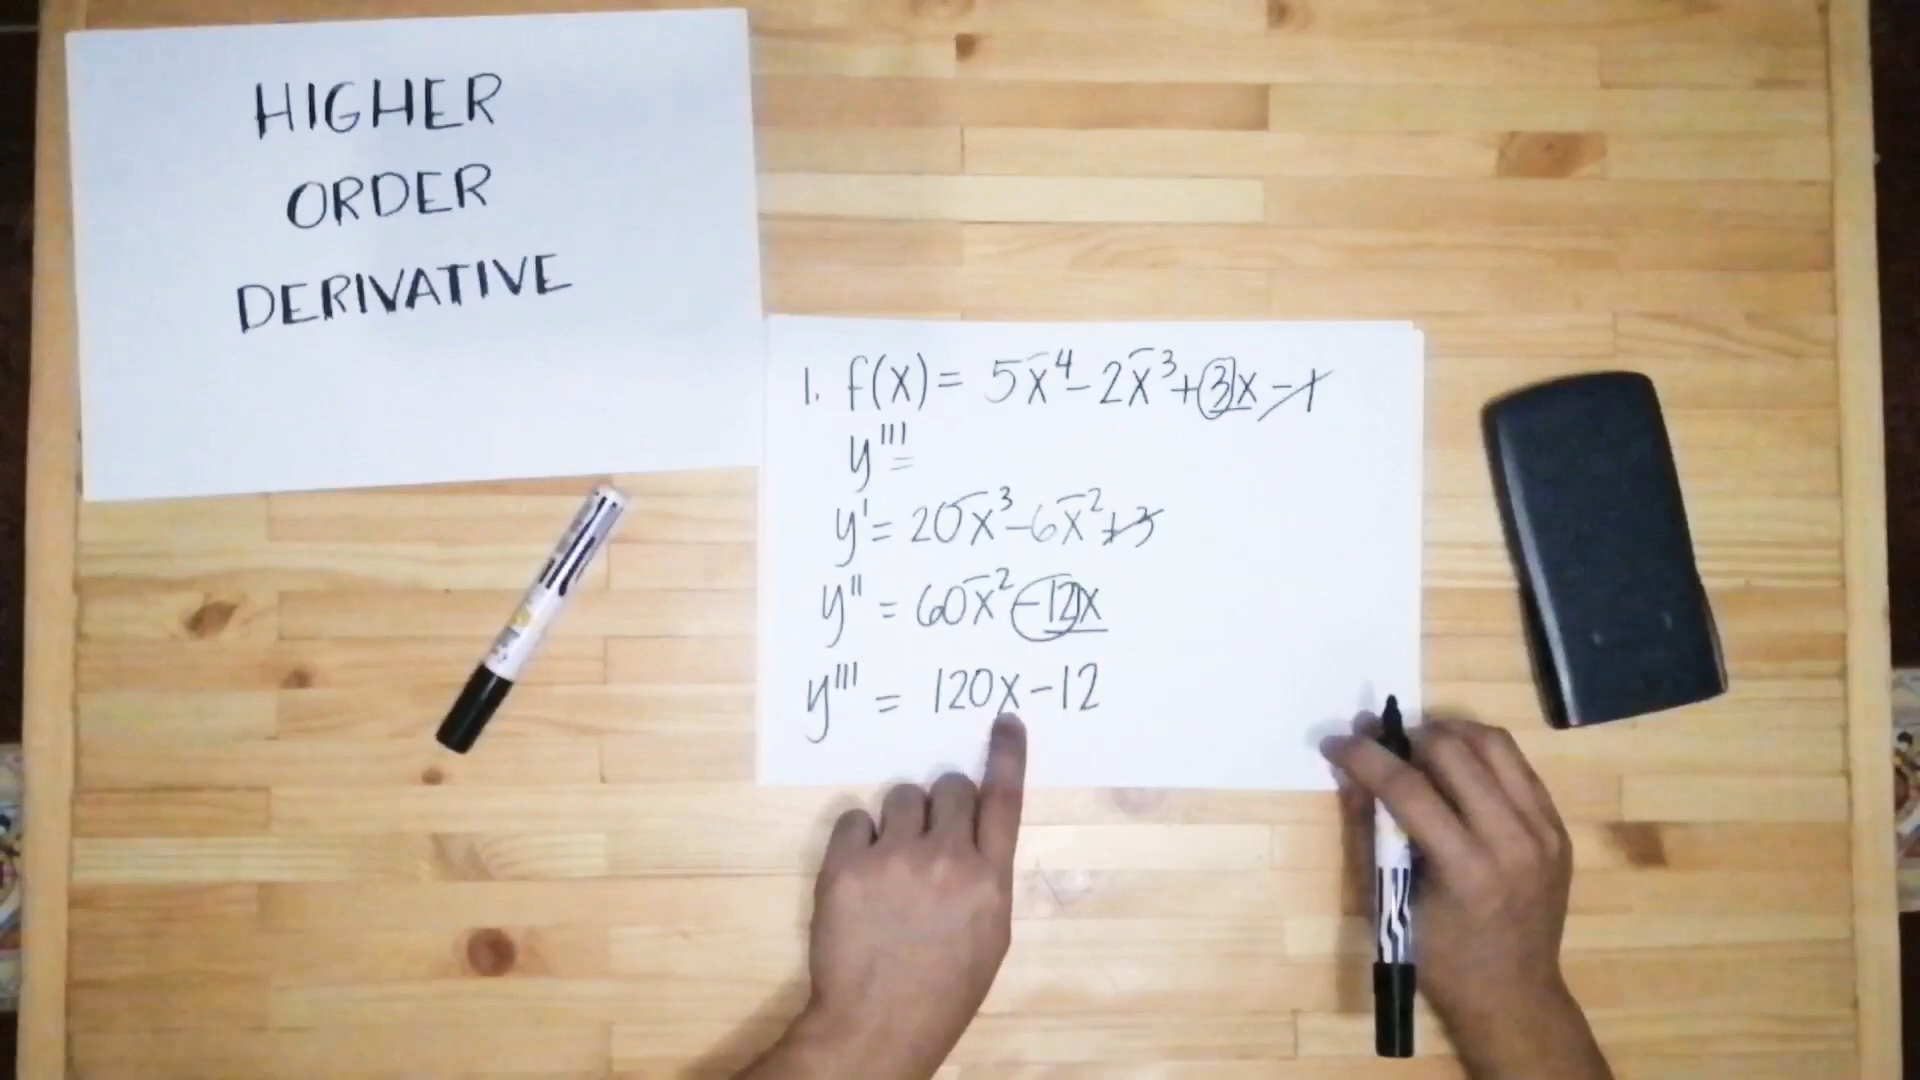 HIGHER
ORDER
DERIVATIVE
1. f(x) = 5x⁴ - 2x³ + 3x - 1
y''' =
y' = 20x³ - 6x² + 3
y'' = 60x² - 12x
y''' = 120x - 12